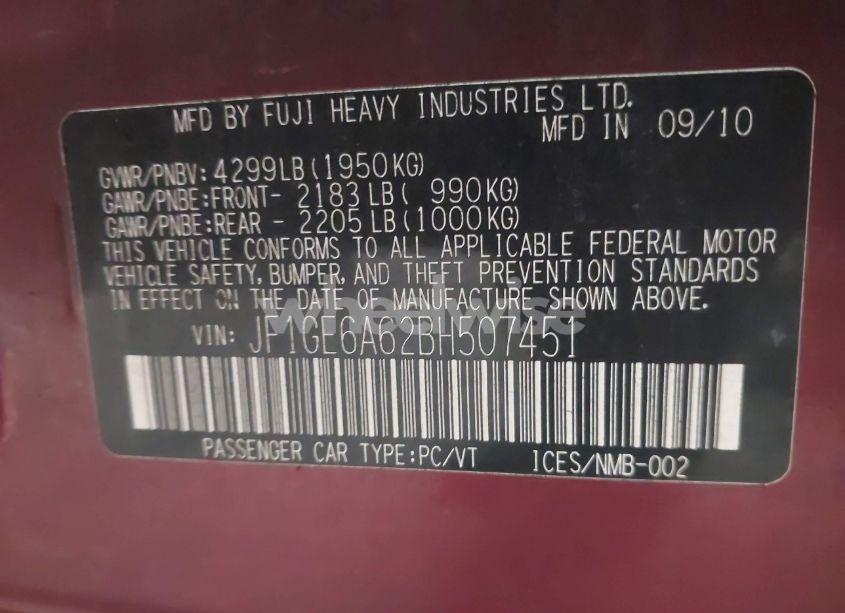 MFD BY FUJI HEAVY INDUSTRIES LTD.
MFD IN 09/10
GVWR/PNBV: 4299LB(1950KG)
GAWR/PNBE:FRONT- 2183LB( 990KG)
GAWR/PNBE:REAR - 2205LB(1000KG)
THIS VEHICLE CONFORMS TO ALL APPLICABLE FEDERAL MOTOR
VEHICLE SAFETY, BUMPER, AND THEFT PREVENTION STANDARDS
IN EFFECT ON THE DATE OF MANUFACTURE SHOWN ABOVE.
wheelwise
VIN: JF1GE6A62BH507451
PASSENGER CAR TYPE:PC/VT ICES/NMB-002